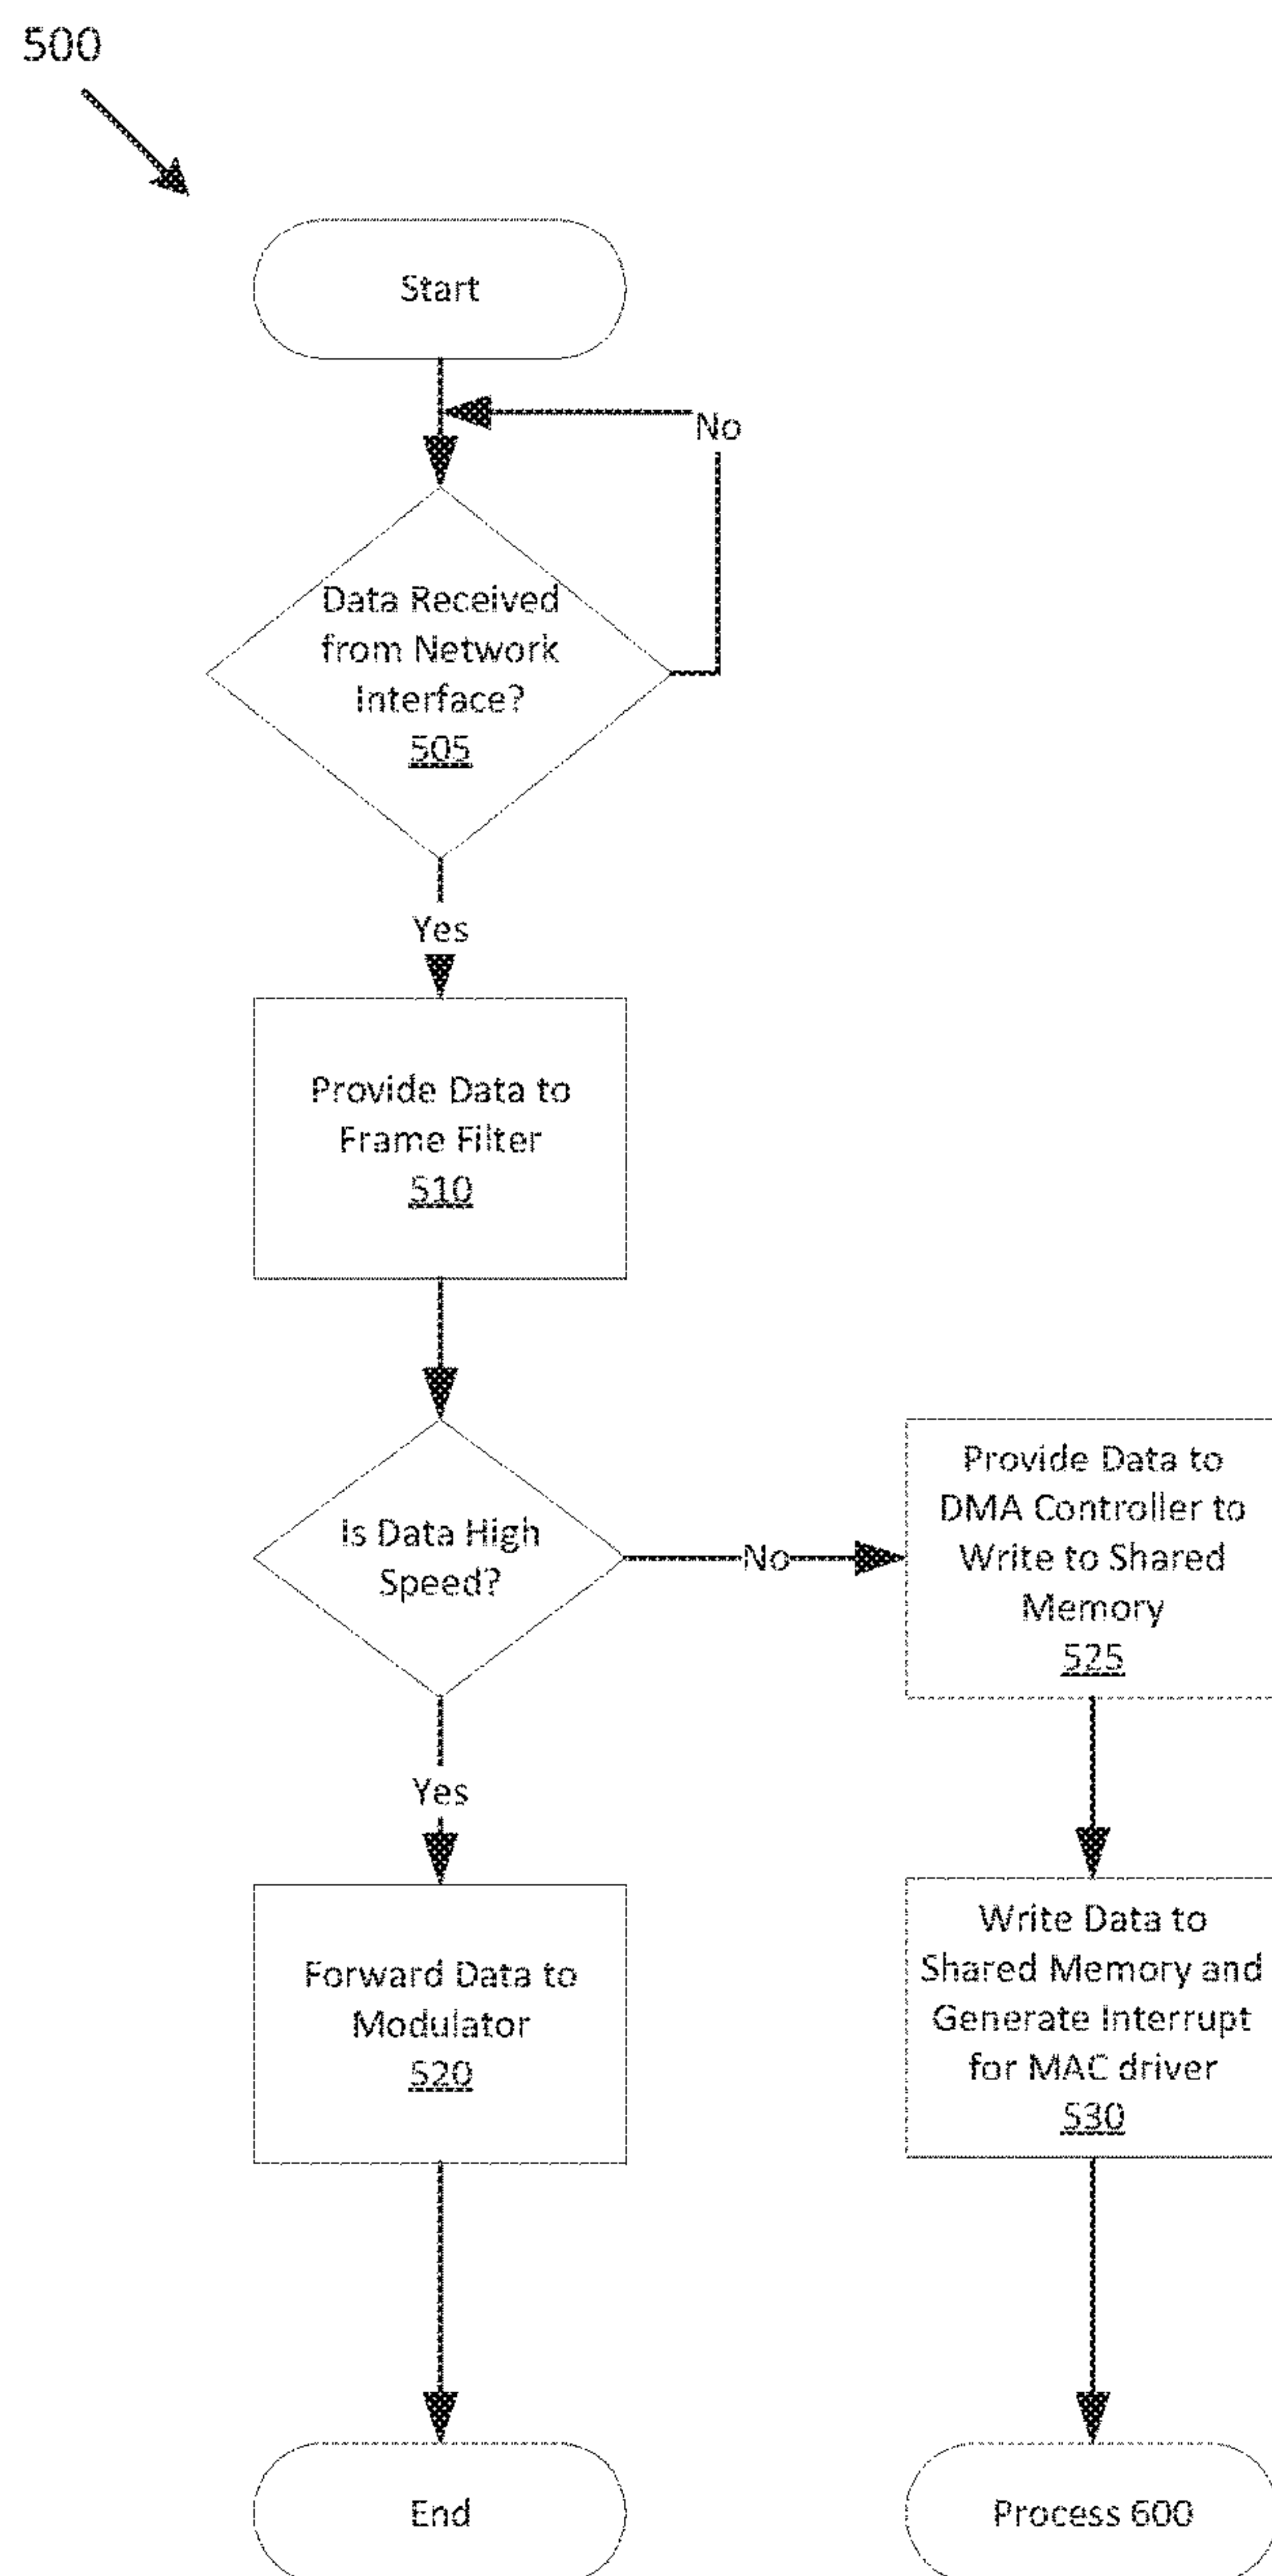 500
Start
No
Data Received
from Network
Interface?
505
Yes
Provide Data to
Frame Filter
510
Is Data High
Speed?
No
Provide Data to
DMA Controller to
Write to Shared
Memory
525
Yes
Forward Data to
Modulator
520
Write Data to
Shared Memory and
Generate Interrupt
for MAC driver
530
End
Process 600